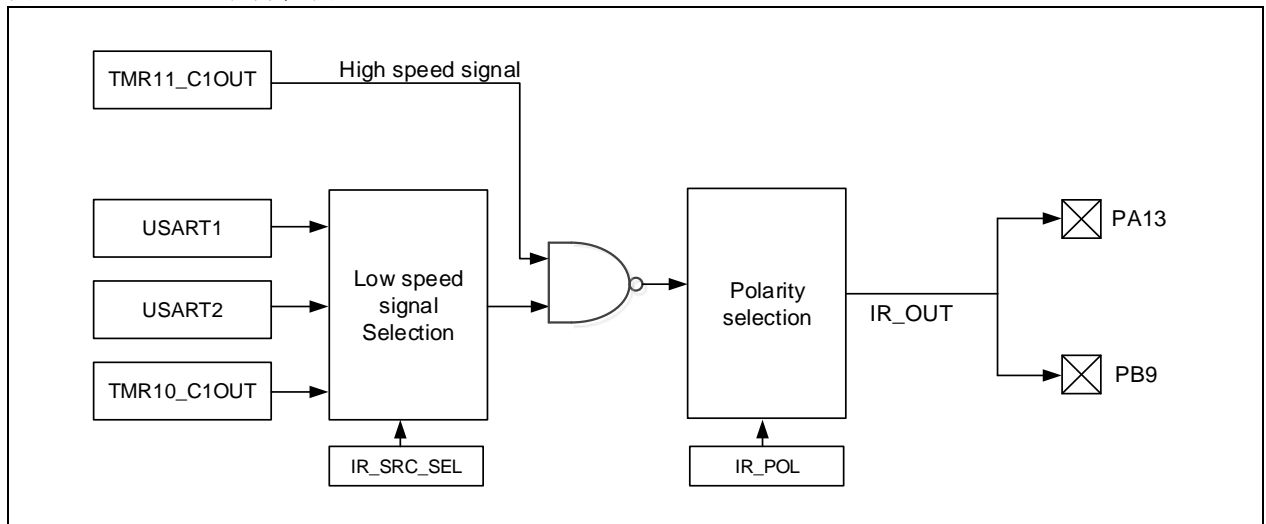 TMR11_C1OUT
High speed signal
USART1
USART2
TMR10_C1OUT
Low speed
signal
Selection
IR_SRC_SEL
Polarity
selection
IR_POL
IR_OUT
PA13
PB9